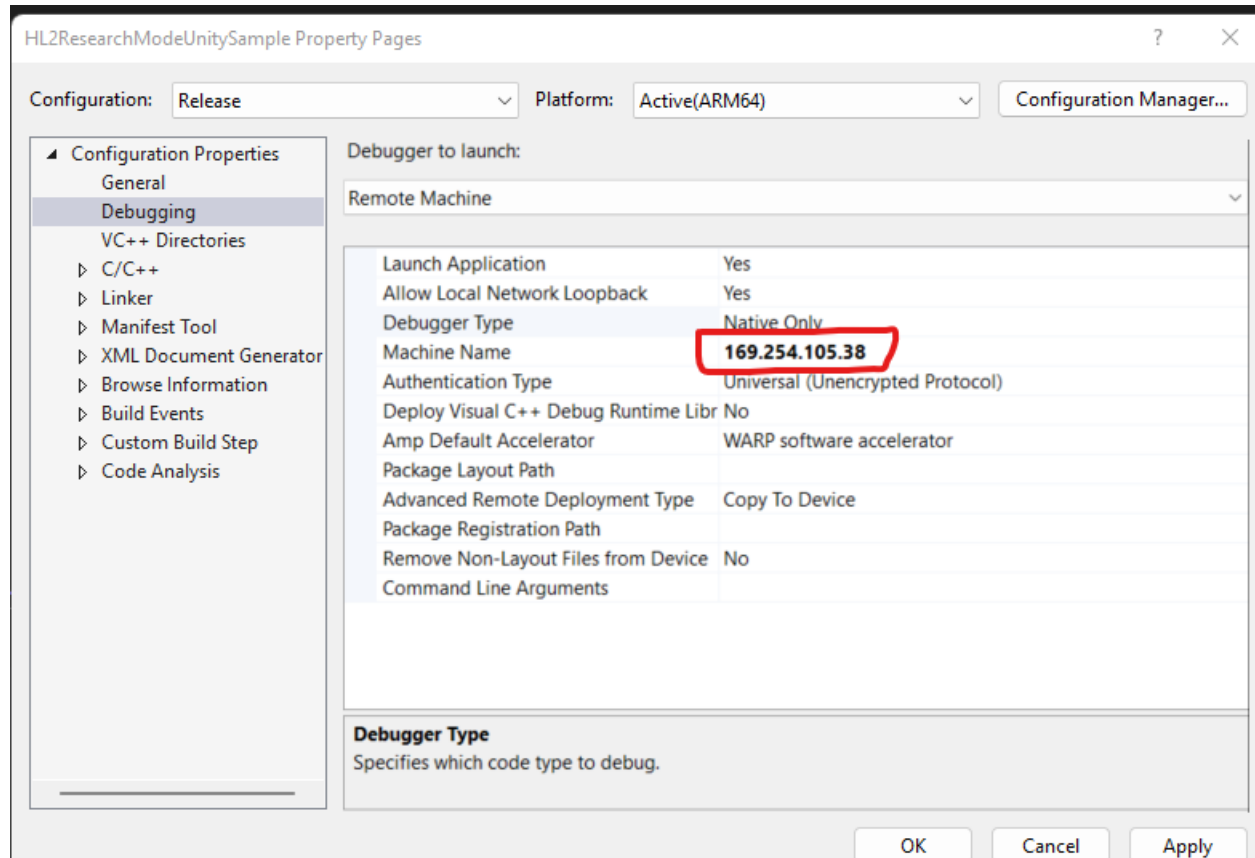 HL2ResearchModeUnitySample Property Pages
Configuration: Release Platform: Active(ARM64) Configuration Manager...
Configuration Properties
General
Debugging
VC++ Directories
C/C++
Linker
Manifest Tool
XML Document Generator
Browse Information
Build Events
Custom Build Step
Code Analysis
Debugger to launch:
Remote Machine
Launch Application Yes
Allow Local Network Loopback Yes
Debugger Type Native Only
Machine Name 169.254.105.38
Authentication Type Universal (Unencrypted Protocol)
Deploy Visual C++ Debug Runtime Libr No
Amp Default Accelerator WARP software accelerator
Package Layout Path
Advanced Remote Deployment Type Copy To Device
Package Registration Path
Remove Non-Layout Files from Device No
Command Line Arguments
Debugger Type
Specifies which code type to debug.
OK Cancel Apply